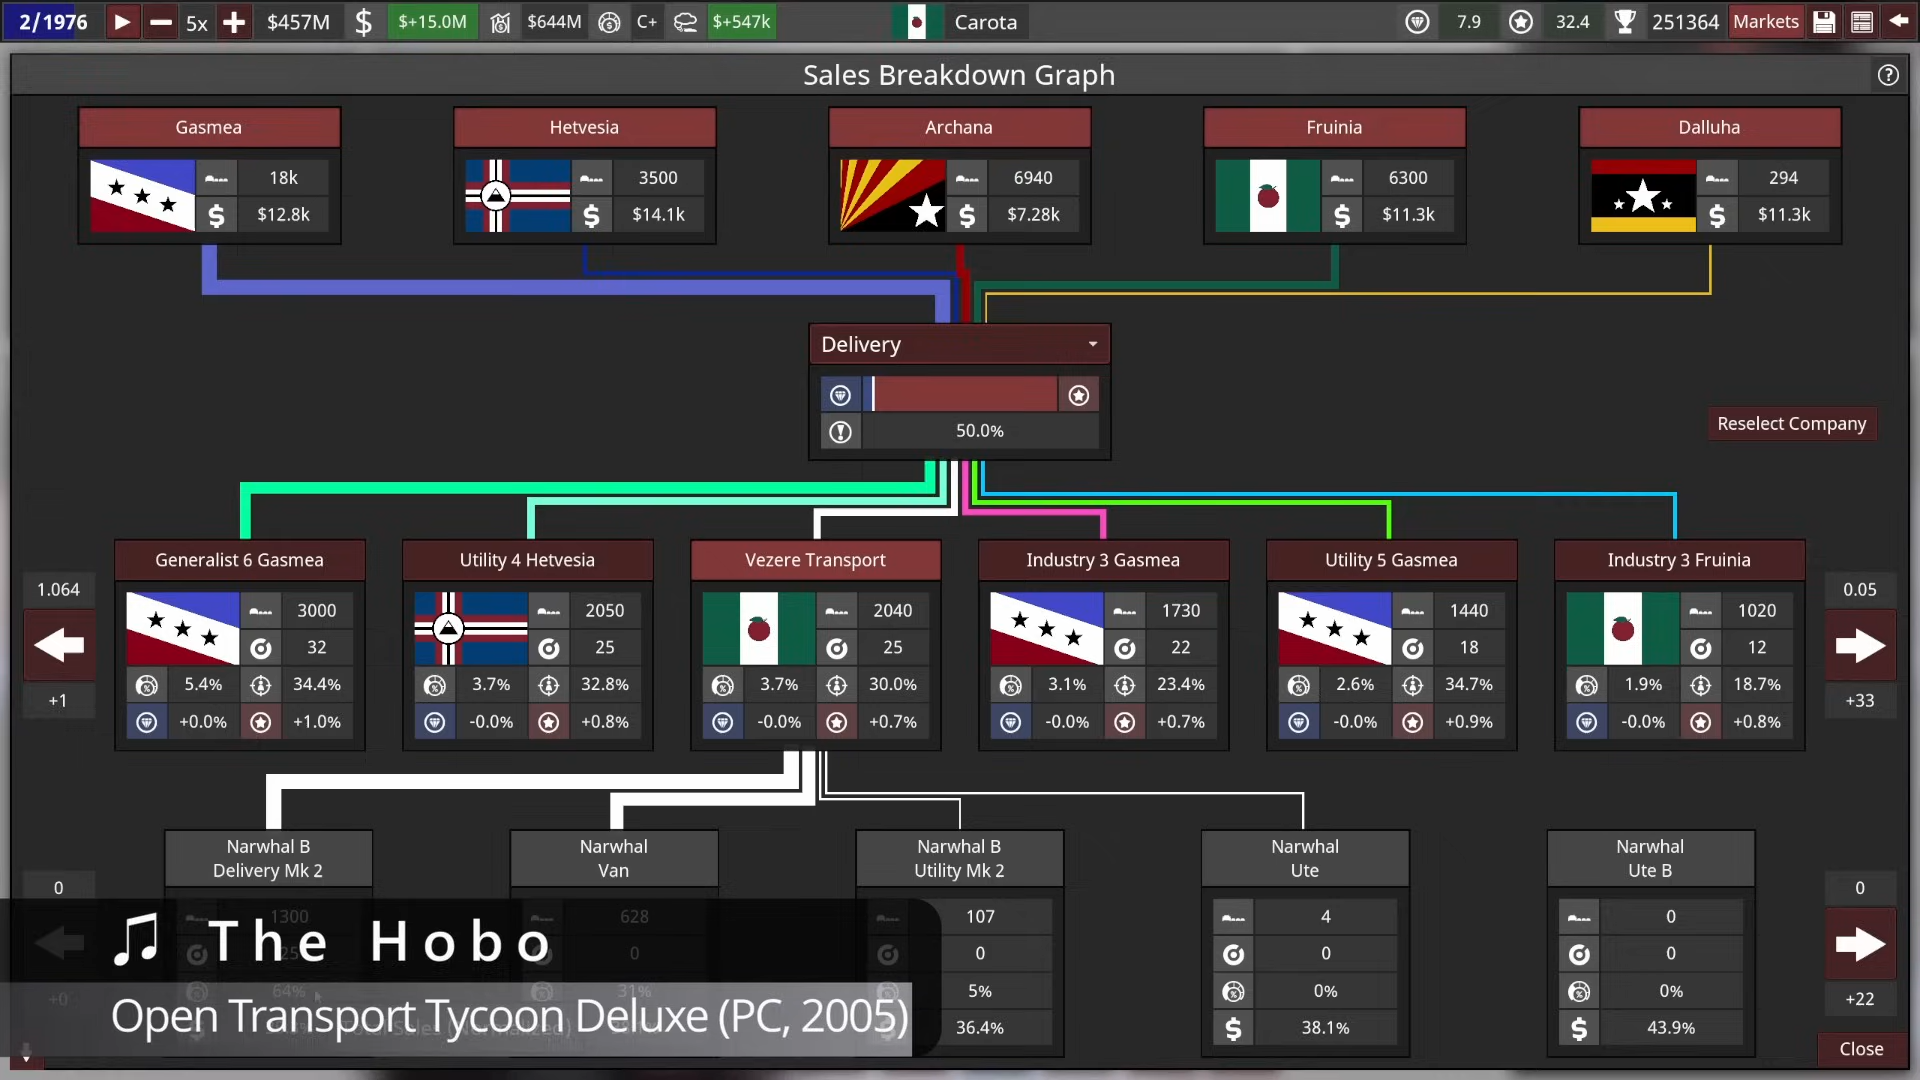 2/1976 5x $457M $+15.0M $644M C+ $+547k Carota 7.9 32.4 251364 Markets
Sales Breakdown Graph
Gasmea Hetvesia Archana Fruinia Dalluha
18k 3500 6940 6300 294
$12.8k $14.1k $7.28k $11.3k $11.3k
Delivery
50.0%
Reselect Company
Generalist 6 Gasmea Utility 4 Hetvesia Vezere Transport Industry 3 Gasmea Utility 5 Gasmea Industry 3 Fruinia
1.064 0.05
3000 2050 2040 1730 1440 1020
32 25 25 22 18 12
5.4% 34.4% 3.7% 32.8% 3.7% 30.0% 3.1% 23.4% 2.6% 34.7% 1.9% 18.7%
+1 +33
+0.0% +1.0% -0.0% +0.8% -0.0% +0.7% -0.0% +0.7% -0.0% +0.9% -0.0% +0.8%
Narwhal B Narwhal Narwhal B Narwhal Narwhal
Delivery Mk 2 Van Utility Mk 2 Ute Ute B
0 0
1300 628 107 4 0
The Hobo
0 0 0 0
+0 64% 31% 5% 0% 0% +22
Open Transport Tycoon Deluxe (PC, 2005)
36.4% 38.1% 43.9%
Close